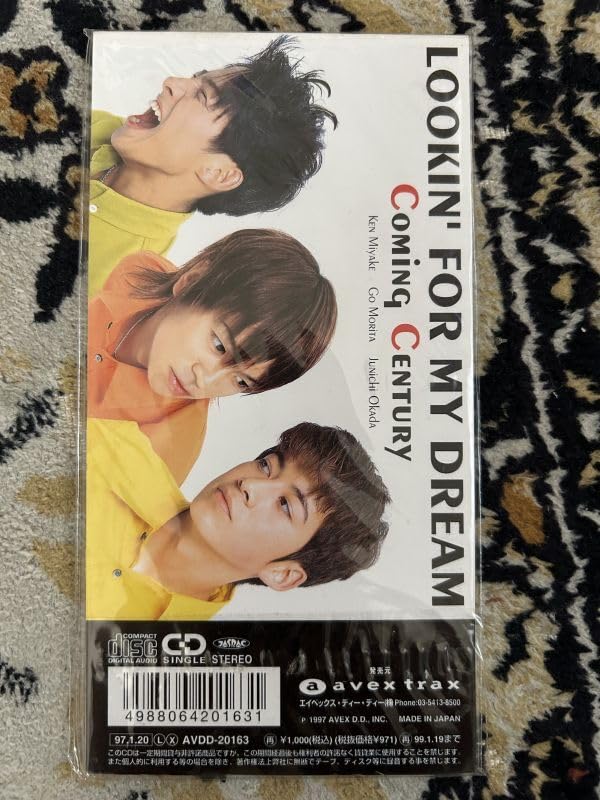 LOOKIN' FOR MY DREAM
COMING CENTURY
KEN MIYAKE GO MORITA JUNICHI OKADA
COMPACT
disc
DIGITAL AUDIO
CD
SINGLE
STEREO
JASRAC
4988064201631
発売元
a avex trax
エイベックス・ディー・ディー(株) Phone:03-5413-8500
Ⓟ 1997 AVEX D.D., INC. MADE IN JAPAN
97.1.20 Ⓛ Ⓧ AVDD-20163 再 ¥1,000(税込) (税抜価¥971) 再 99.1.19まで
このCDは一定期間貸与非許諾商品ですが、この期間経過後も権利者の許諾なく賃貸業に使用することを禁じます。
また個人的に利用する等の場合を除き、著作権法上弊社に無断でテープ、ディスク等に録音する事を禁じます。